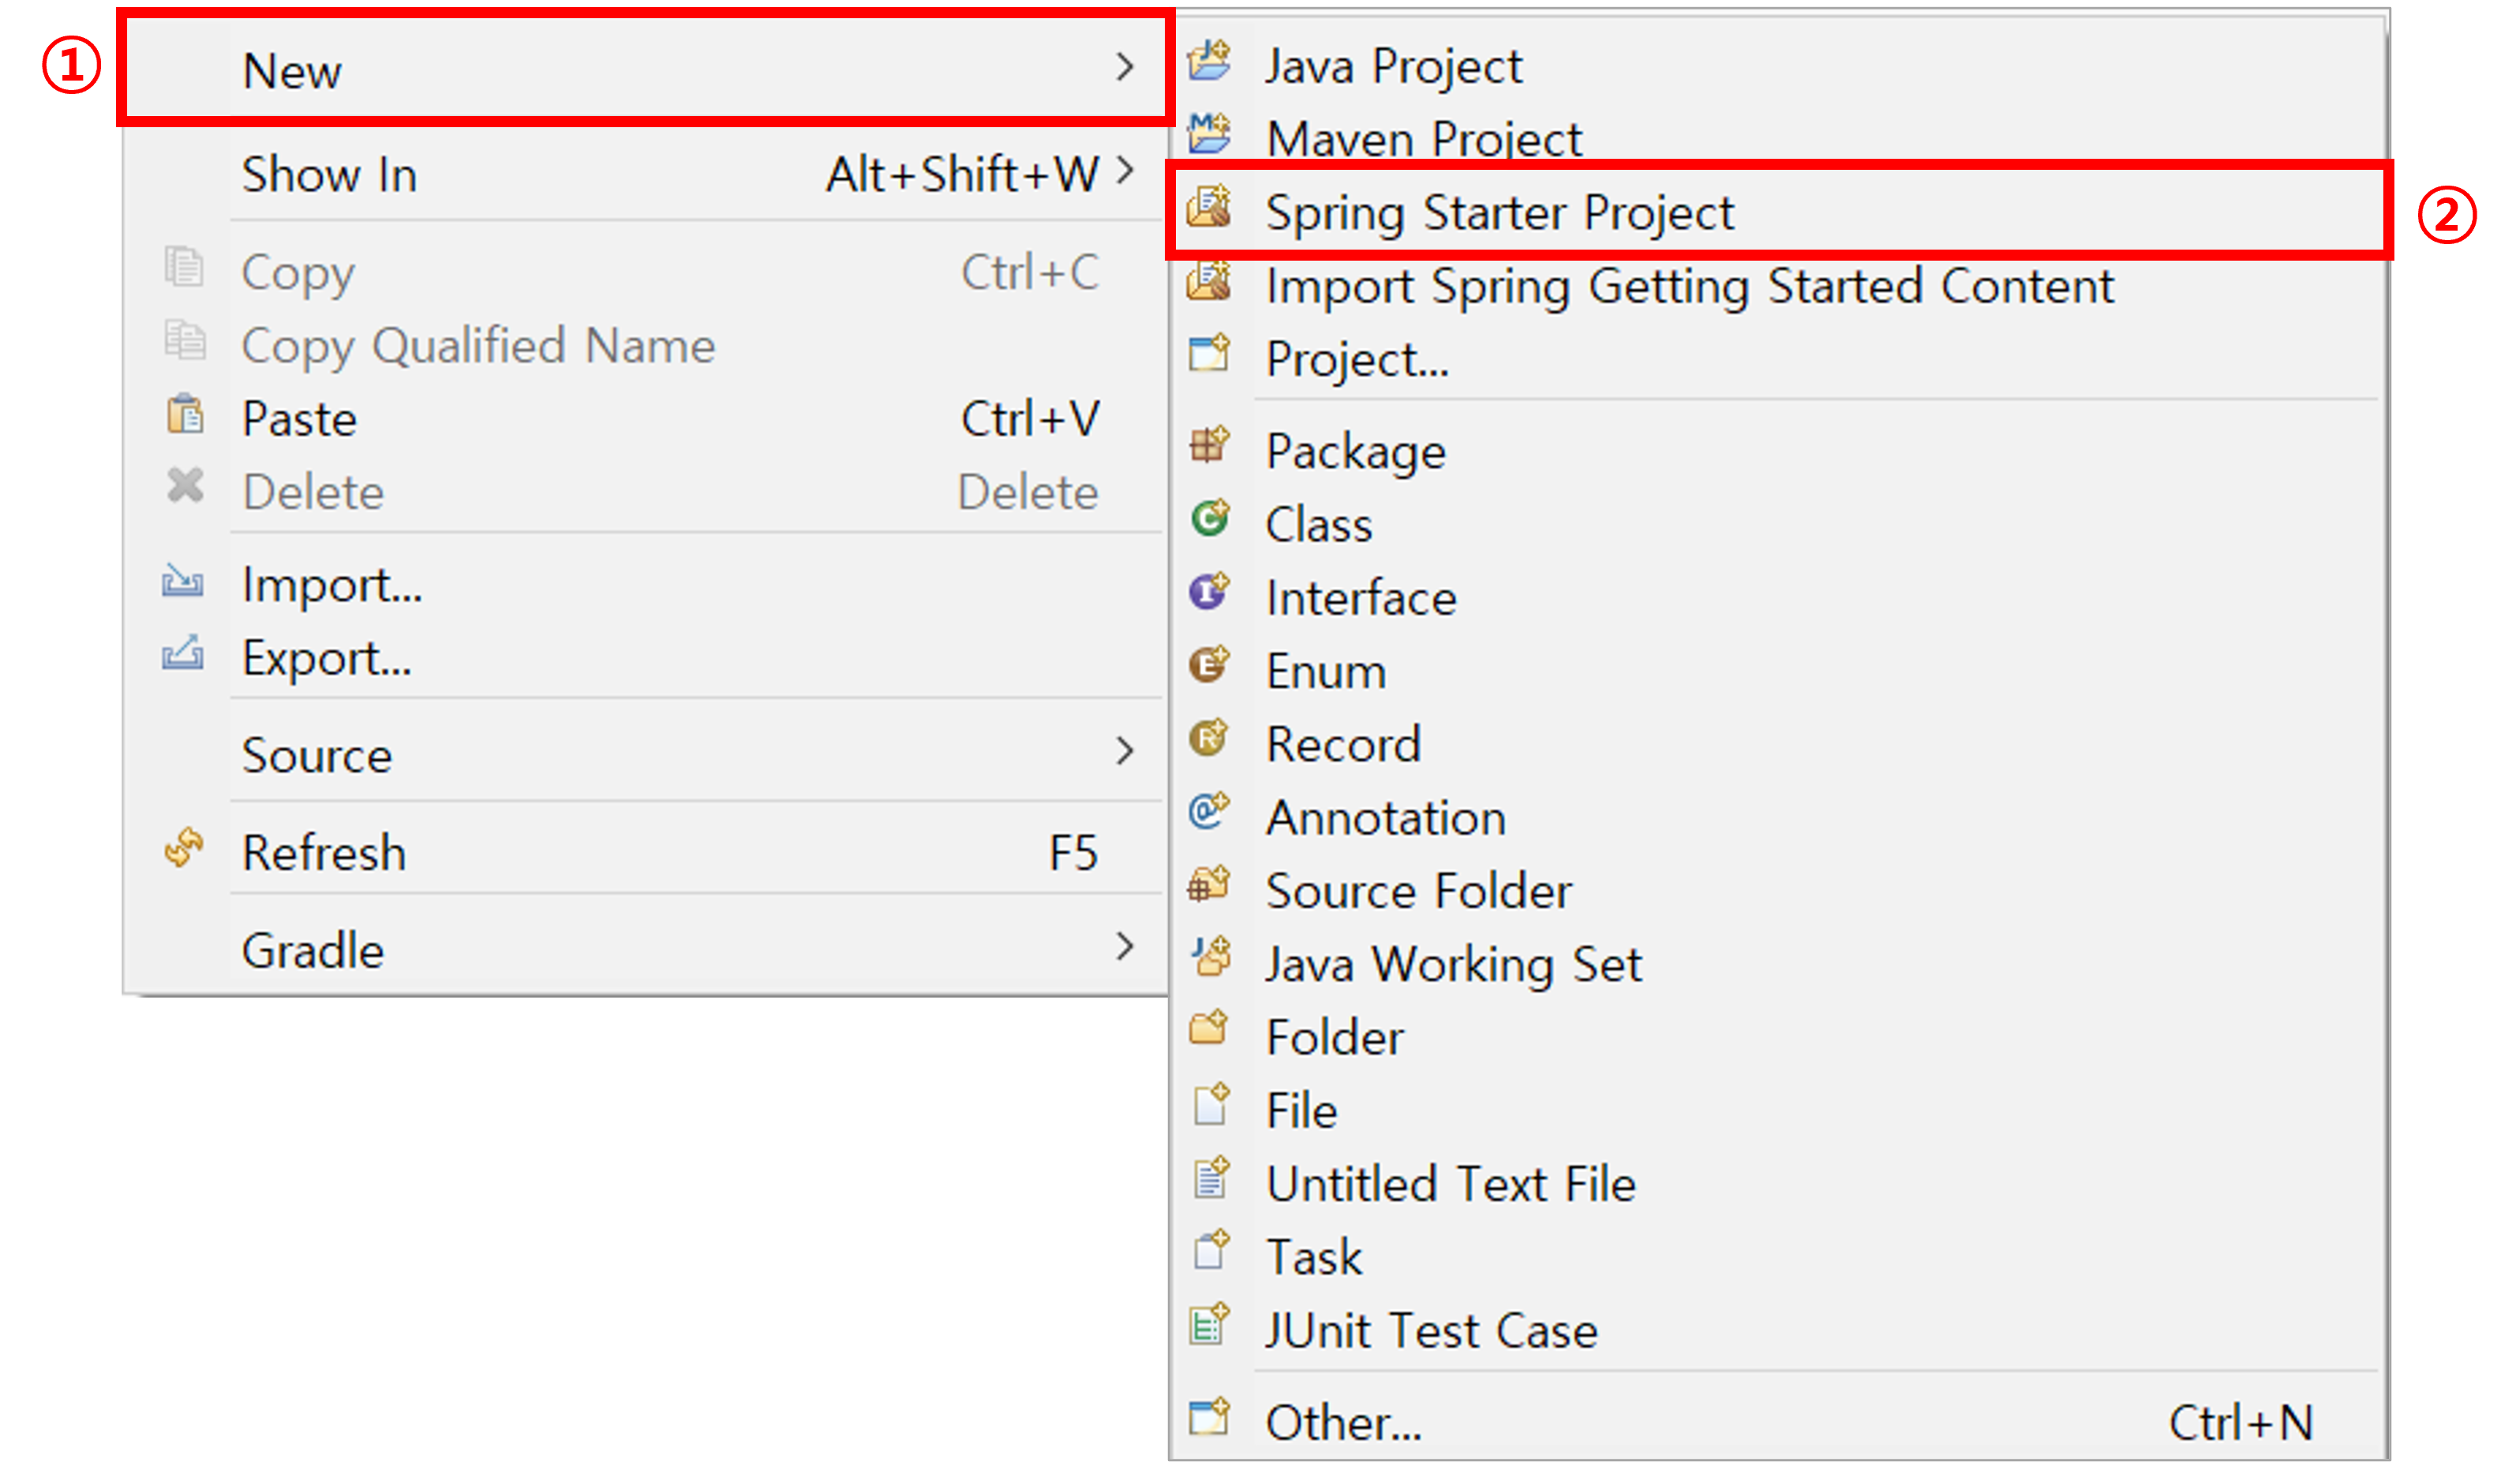 ① New
Show In Alt+Shift+W
Copy Ctrl+C
Copy Qualified Name
Paste Ctrl+V
Delete Delete
Import...
Export...
Source
Refresh F5
Gradle
Java Project
Maven Project
Spring Starter Project ②
Import Spring Getting Started Content
Project...
Package
Class
Interface
Enum
Record
Annotation
Source Folder
Java Working Set
Folder
File
Untitled Text File
Task
JUnit Test Case
Other... Ctrl+N